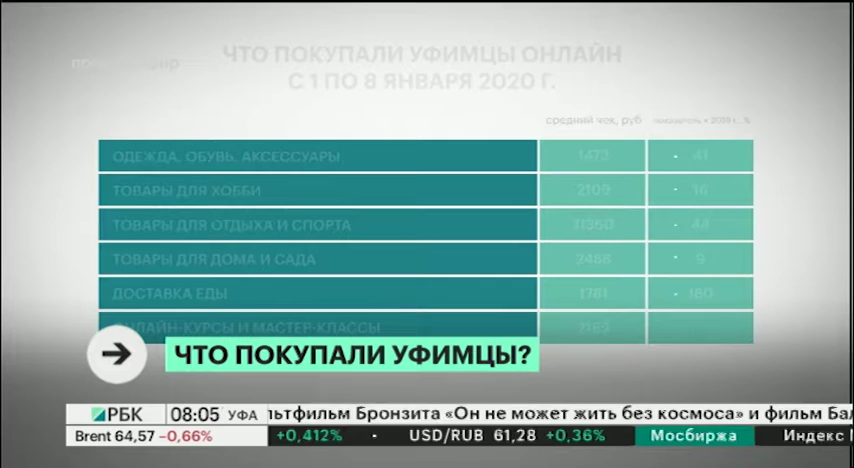 ЧТО ПОКУПАЛИ УФИМЦЫ ОНЛАЙН
С 1 ПО 8 ЯНВАРЯ 2020 Г.
средний чек, руб
ОДЕЖДА, ОБУВЬ, АКСЕССУАРЫ 1473 41
ТОВАРЫ ДЛЯ ХОББИ 2109 16
ТОВАРЫ ДЛЯ ОТДЫХА И СПОРТА 44
ТОВАРЫ ДЛЯ ДОМА И САДА 2488 9
ДОСТАВКА ЕДЫ 1781 160
ОНЛАЙН-КУРСЫ И МАСТЕР-КЛАССЫ
ЧТО ПОКУПАЛИ УФИМЦЫ?
РБК 08:05 УФА льтфильм Бронзита «Он не может жить без космоса» и фильм Бал
Brent 64,57 -0,66% +0,412% · USD/RUB 61,28 +0,36% Мосбиржа Индекс